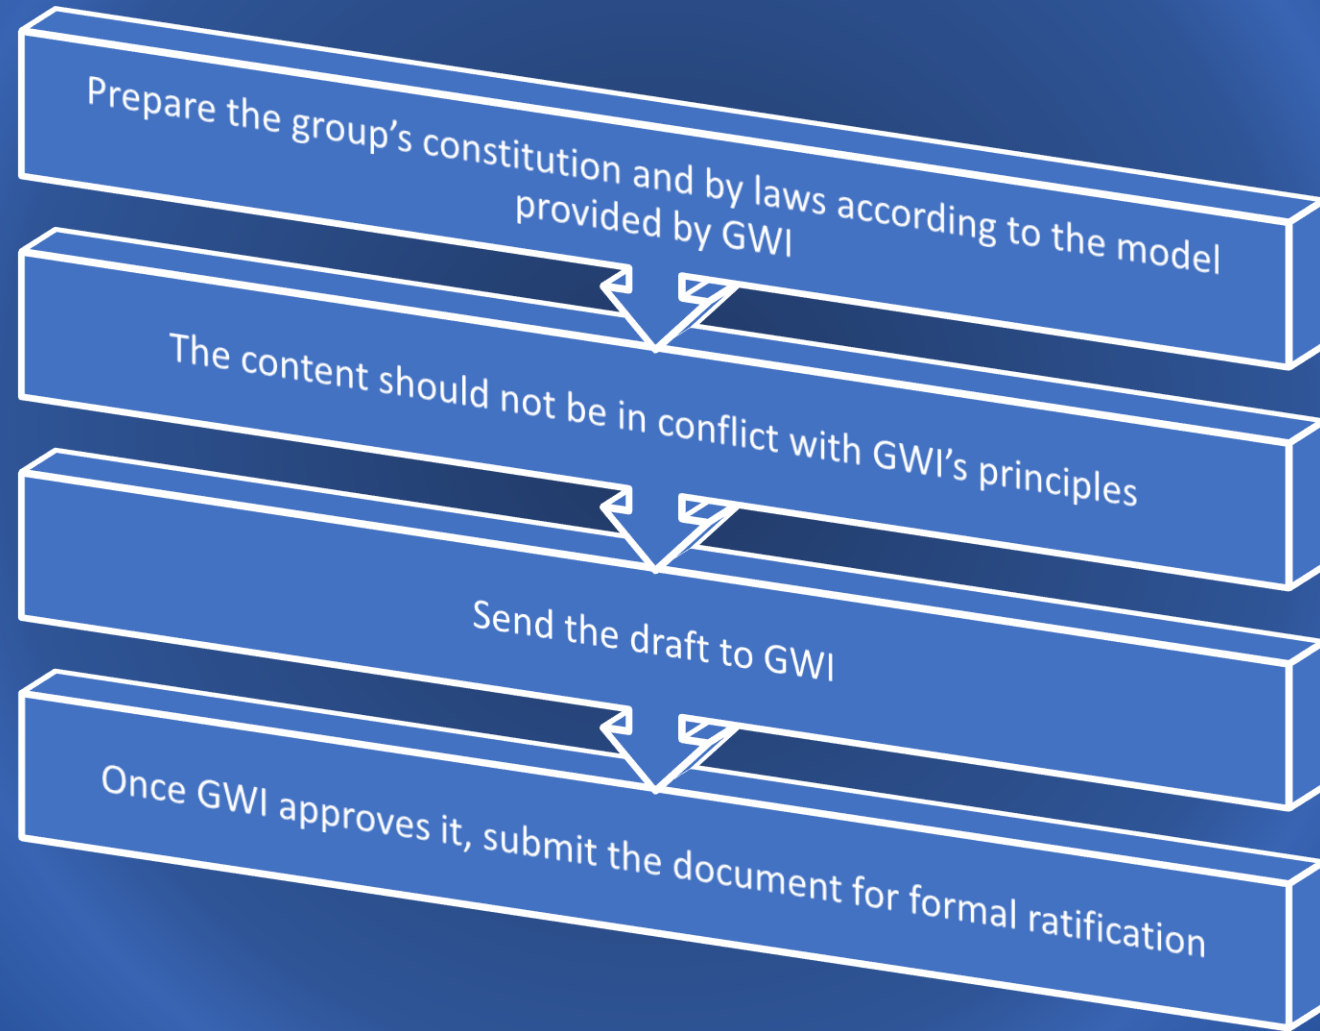 Prepare the group’s constitution and by laws according to the model
provided by GWI
The content should not be in conflict with GWI’s principles
Send the draft to GWI
Once GWI approves it, submit the document for formal ratification